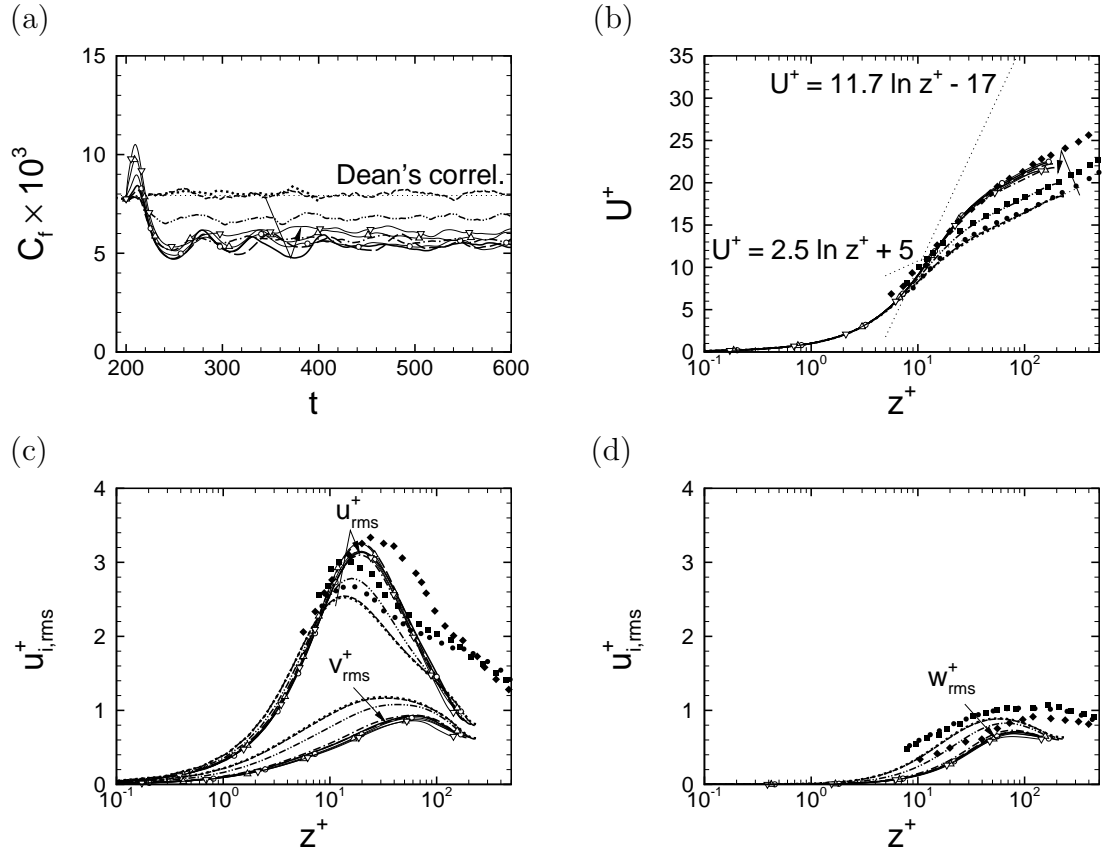 (a)
15
10
5
0
200
300
400
500
600
C_f × 10^3
t
Dean's correl.
(b)
35
30
25
20
15
10
5
0
10^-1
10^0
10^1
10^2
U^+
z^+
U^+ = 11.7 ln z^+ - 17
U^+ = 2.5 ln z^+ + 5
(c)
4
3
2
1
0
10^-1
10^0
10^1
10^2
u^+_i,rms
z^+
u^+_rms
v^+_rms
(d)
4
3
2
1
0
10^-1
10^0
10^1
10^2
u^+_i,rms
z^+
w^+_rms